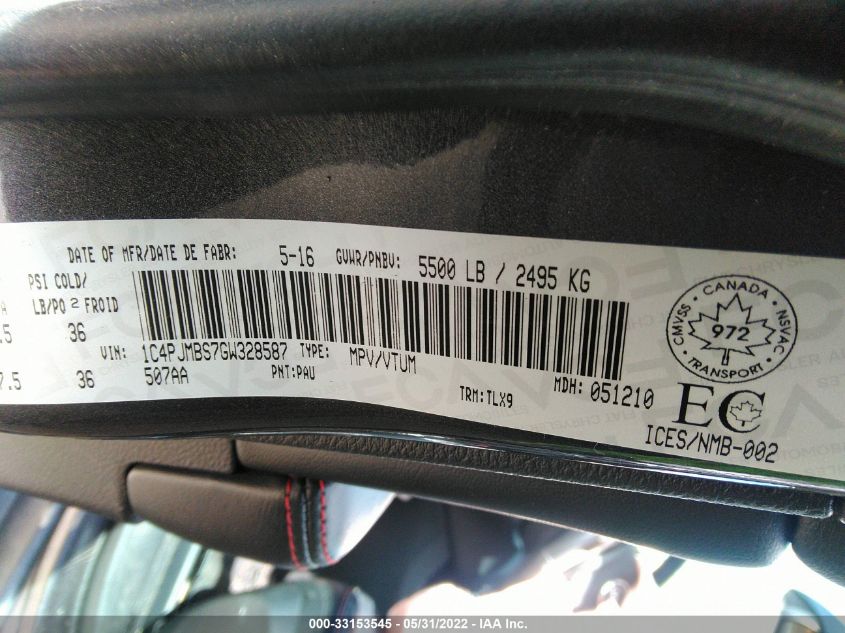 DATE OF MFR/DATE DE FABR: 5-16 GVWR/PNBV: 5500 LB / 2495 KG
PSI COLD/
LB/PO 2 FROID
.5 36
VIN: 1C4PJMBS7GW328587 TYPE: MPV/VTUM
7.5 36 507AA PNT:PAU TRM:TLX9 MDH: 051210
CMVSS • CANADA • NSVAC
972
TRANSPORT
EC
ICES/NMB-002
000-33153545 - 05/31/2022 - IAA Inc.